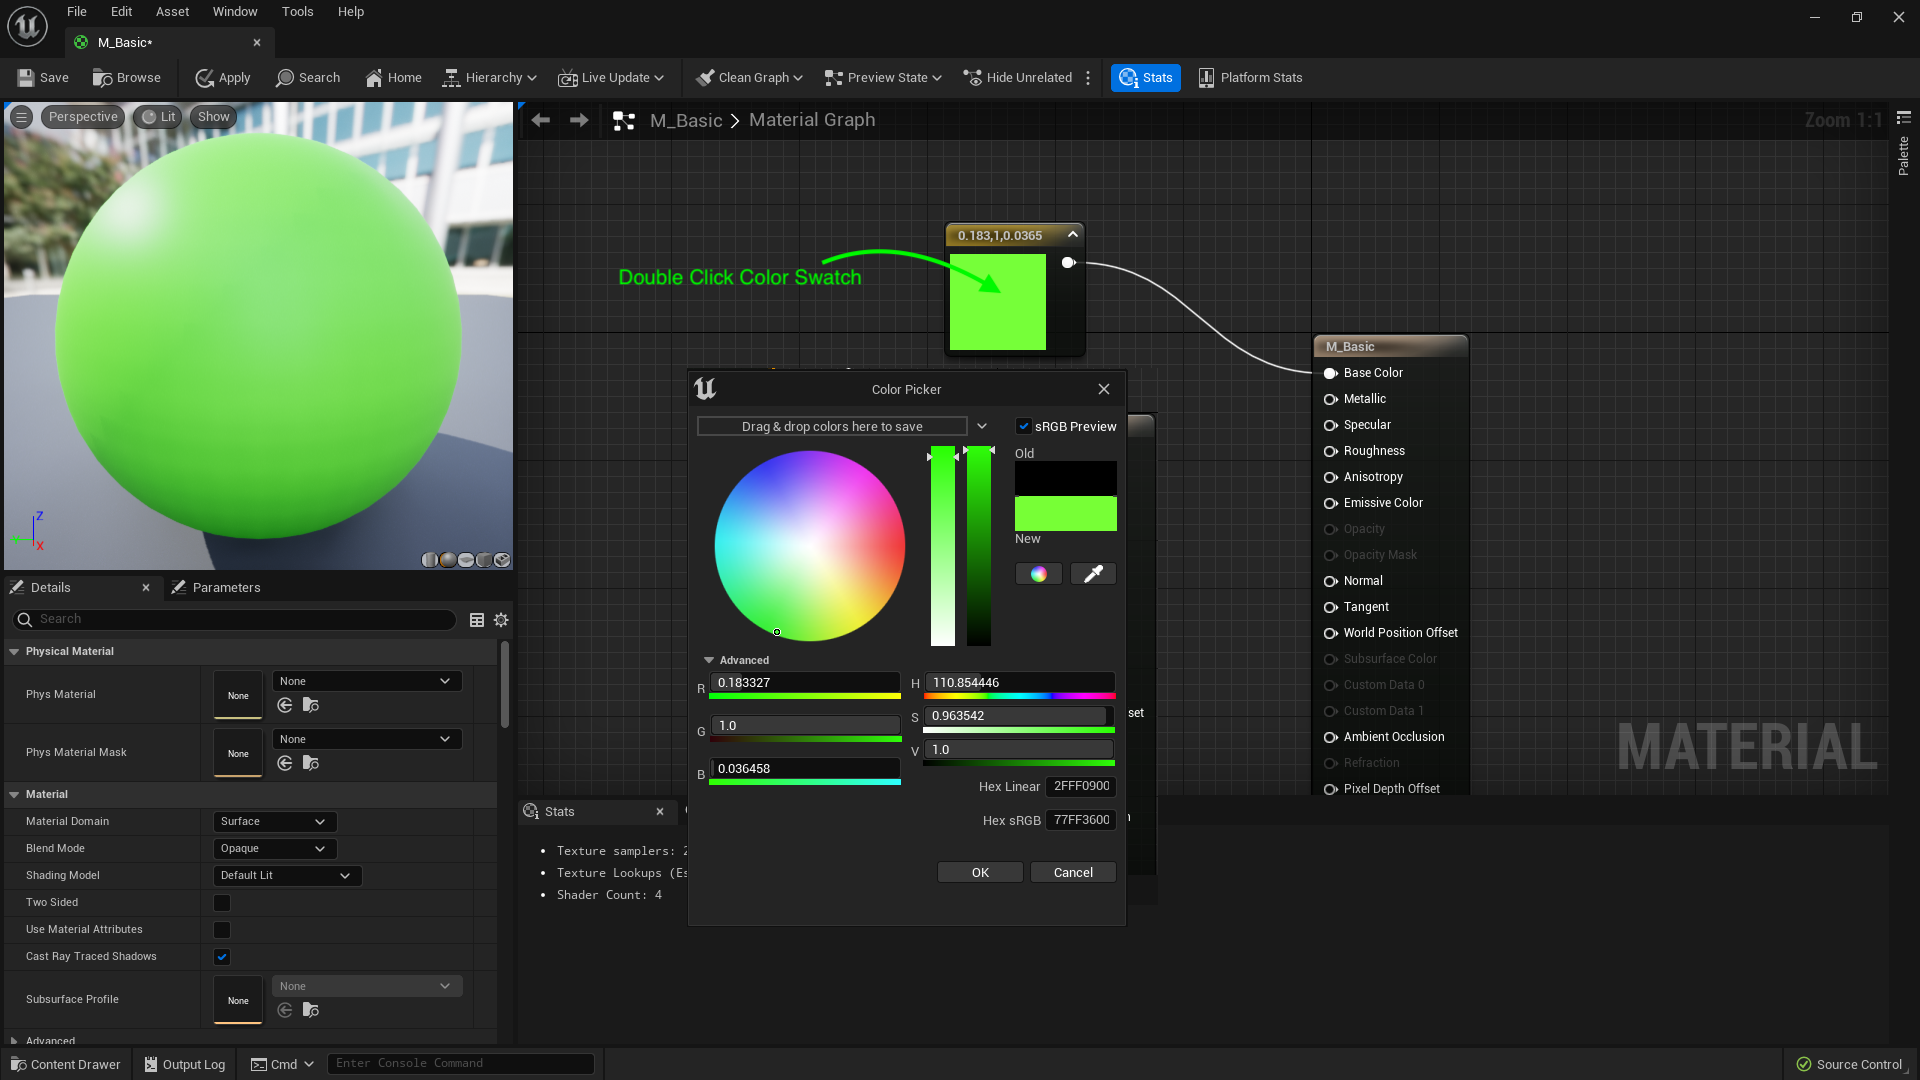 File Edit Asset Window Tools Help
M_Basic*
Save Browse Apply Search Home Hierarchy Live Update Clean Graph Preview State Hide Unrelated Stats Platform Stats
Perspective Lit Show
M_Basic > Material Graph
Zoom 1:1
Palette
0.183,1,0.0365
Double Click Color Swatch
M_Basic
Base Color
Metallic
Specular
Roughness
Anisotropy
Emissive Color
Opacity
Opacity Mask
Normal
Tangent
World Position Offset
Subsurface Color
Custom Data 0
Custom Data 1
Ambient Occlusion
Refraction
Pixel Depth Offset
MATERIAL
Z
X
Color Picker
Drag & drop colors here to save
sRGB Preview
Old
New
Advanced
R 0.183327
H 110.854446
G 1.0
S 0.963542
B 0.036458
V 1.0
Hex Linear 2FFF0900
Hex sRGB 77FF3600
OK Cancel
set
Details Parameters
Search
Physical Material
Phys Material None None
Phys Material Mask None None
Material
Material Domain Surface
Blend Mode Opaque
Shading Model Default Lit
Two Sided
Use Material Attributes
Cast Ray Traced Shadows
Subsurface Profile None None
Advanced
Stats
Texture samplers:
Texture Lookups (Es
Shader Count: 4
Content Drawer Output Log Cmd Enter Console Command Source Control